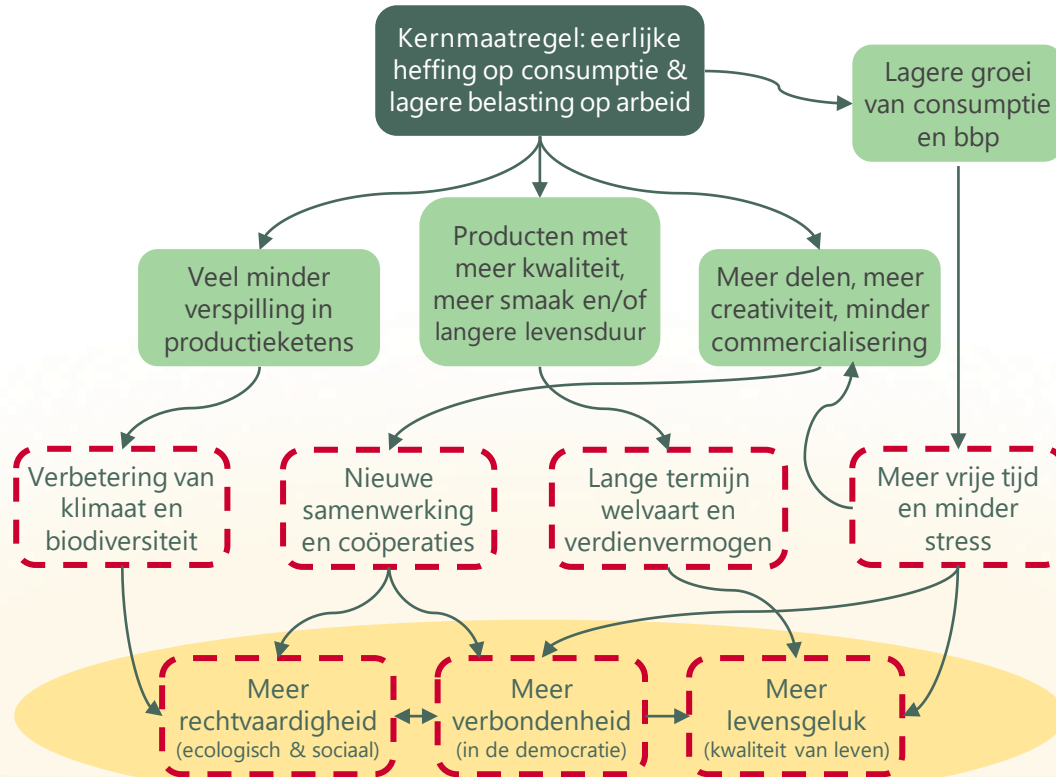 Kernmaatregel: eerlijke
heffing op consumptie &
lagere belasting op arbeid
Lagere groei
van consumptie
en bbp
Veel minder
verspilling in
productieketens
Producten met
meer kwaliteit,
meer smaak en/of
langere levensduur
Meer delen, meer
creativiteit, minder
commercialisering
Verbetering van
klimaat en
biodiversiteit
Nieuwe
samenwerking
en coöperaties
Lange termijn
welvaart en
verdienvermogen
Meer vrije tijd
en minder
stress
Meer
rechtvaardigheid
(ecologisch & sociaal)
Meer
verbondenheid
(in de democratie)
Meer
levensgeluk
(kwaliteit van leven)